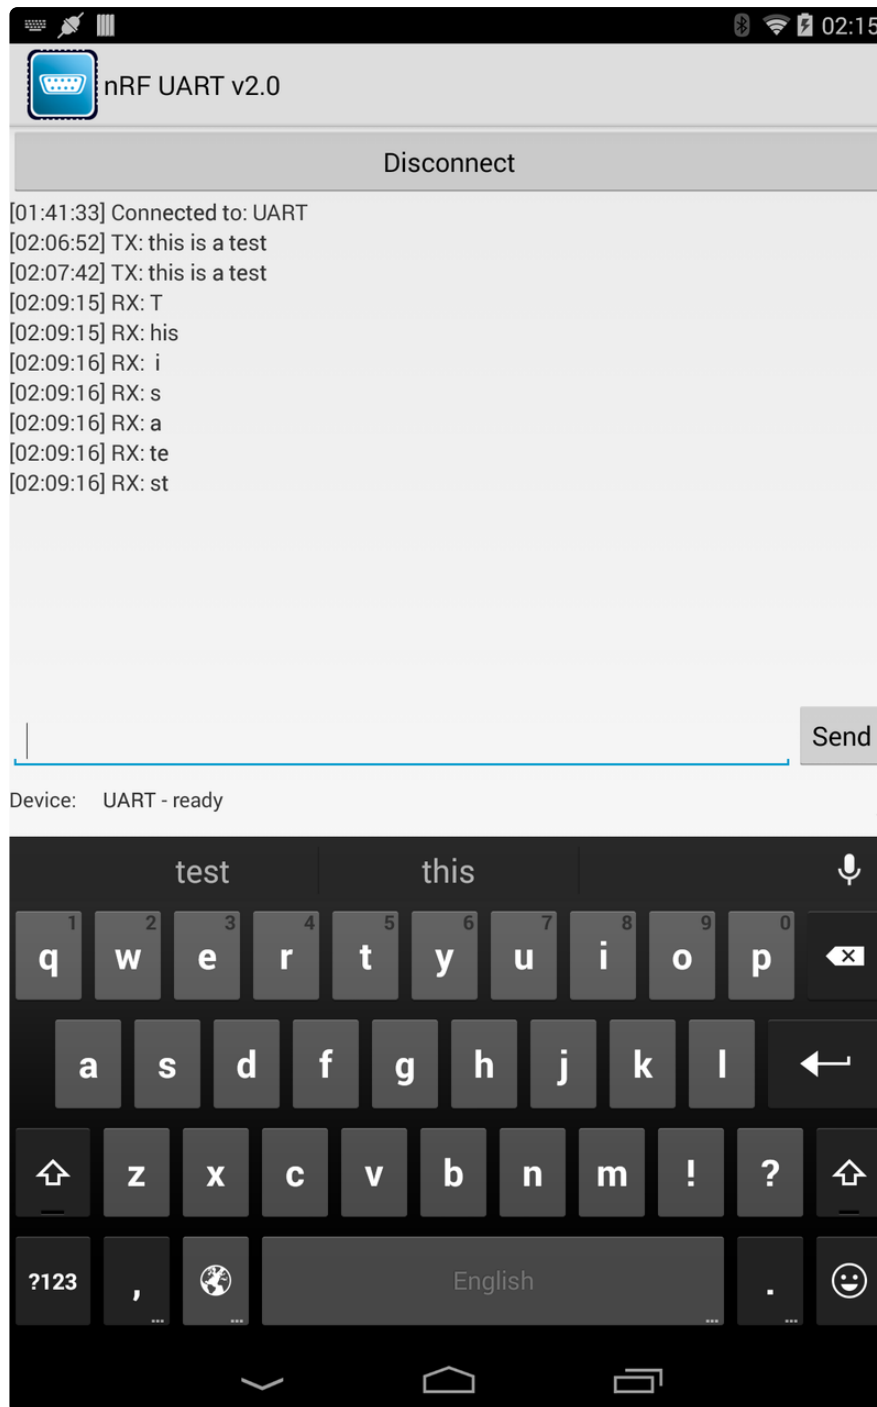 02:15
nRF UART v2.0
Disconnect
[01:41:33] Connected to: UART
[02:06:52] TX: this is a test
[02:07:42] TX: this is a test
[02:09:15] RX: T
[02:09:15] RX: his
[02:09:16] RX:  i
[02:09:16] RX: s
[02:09:16] RX: a
[02:09:16] RX: te
[02:09:16] RX: st
Send
Device: UART - ready
test this
1 2 3 4 5 6 7 8 9 0
q w e r t y u i o p
a s d f g h j k l
z x c v b n m ! ?
?123 , English .